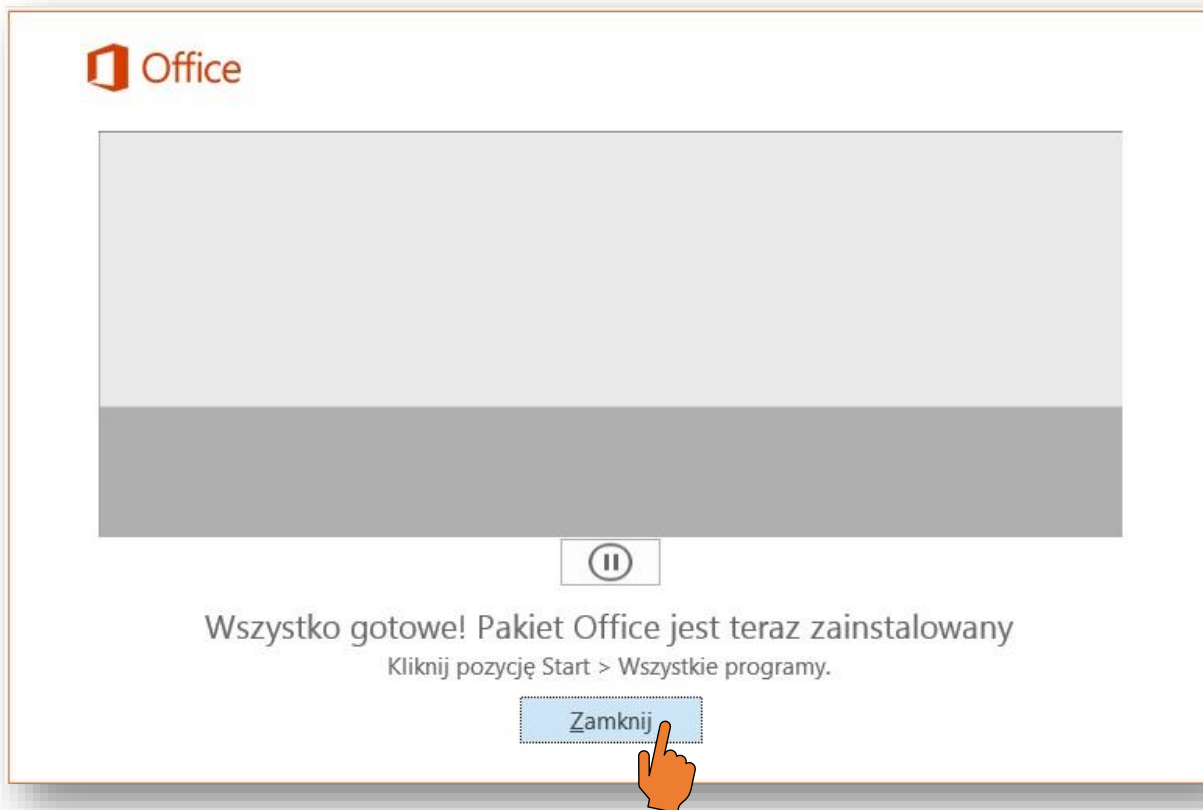 Office
Wszystko gotowe! Pakiet Office jest teraz zainstalowany
Kliknij pozycję Start > Wszystkie programy.
Zamknij